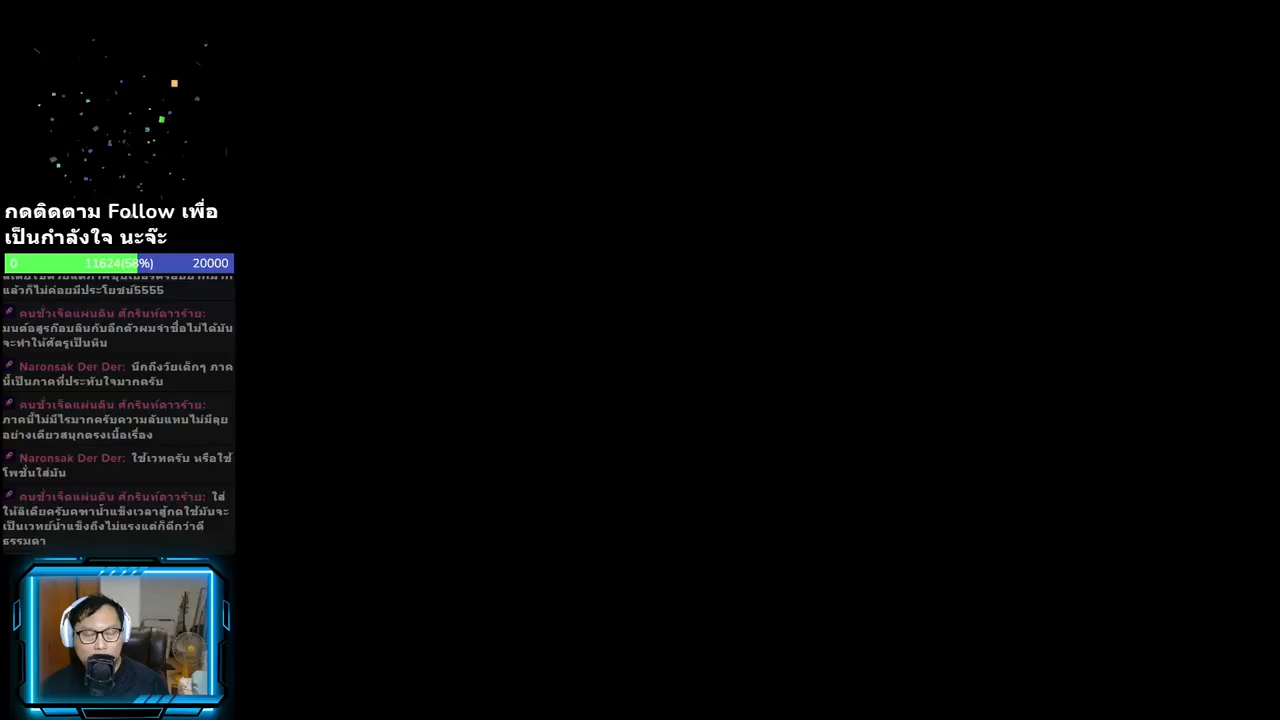 กดติดตาม Follow เพื่อ
เป็นกำลังใจ นะจ๊ะ
0 11624(58%) 20000
แล้วก็ไม่ค่อยมีประโยชน์5555
คนชั่วเจ็ดแผ่นดิน ศักรินท์ดาวร้าย:
มนต์อสูรก๊อบลินกับอีกตัวผมจำชื่อไม่ได้มัน
จะทำให้ศัตรูเป็นหิน
Naronsak Der Der: นึกถึงวัยเด็กๆ ภาค
นี้เป็นภาคที่ประทับใจมากครับ
คนชั่วเจ็ดแผ่นดิน ศักรินท์ดาวร้าย:
ภาคนี้ไม่มีไรมากครับความลับแทบไม่มีลุย
อย่างเดียวสนุกตรงเนื้อเรื่อง
Naronsak Der Der: ใช้เวทครับ หรือใช้
โพชั่นใส่มัน
คนชั่วเจ็ดแผ่นดิน ศักรินท์ดาวร้าย: ใส่
ให้ลิเดียครับคฑาน้ำแข็งเวลาสู้กดใช้มันจะ
เป็นเวทย์น้ำแข็งถึงไม่แรงแต่ก็ดีกว่าตี
ธรรมดา